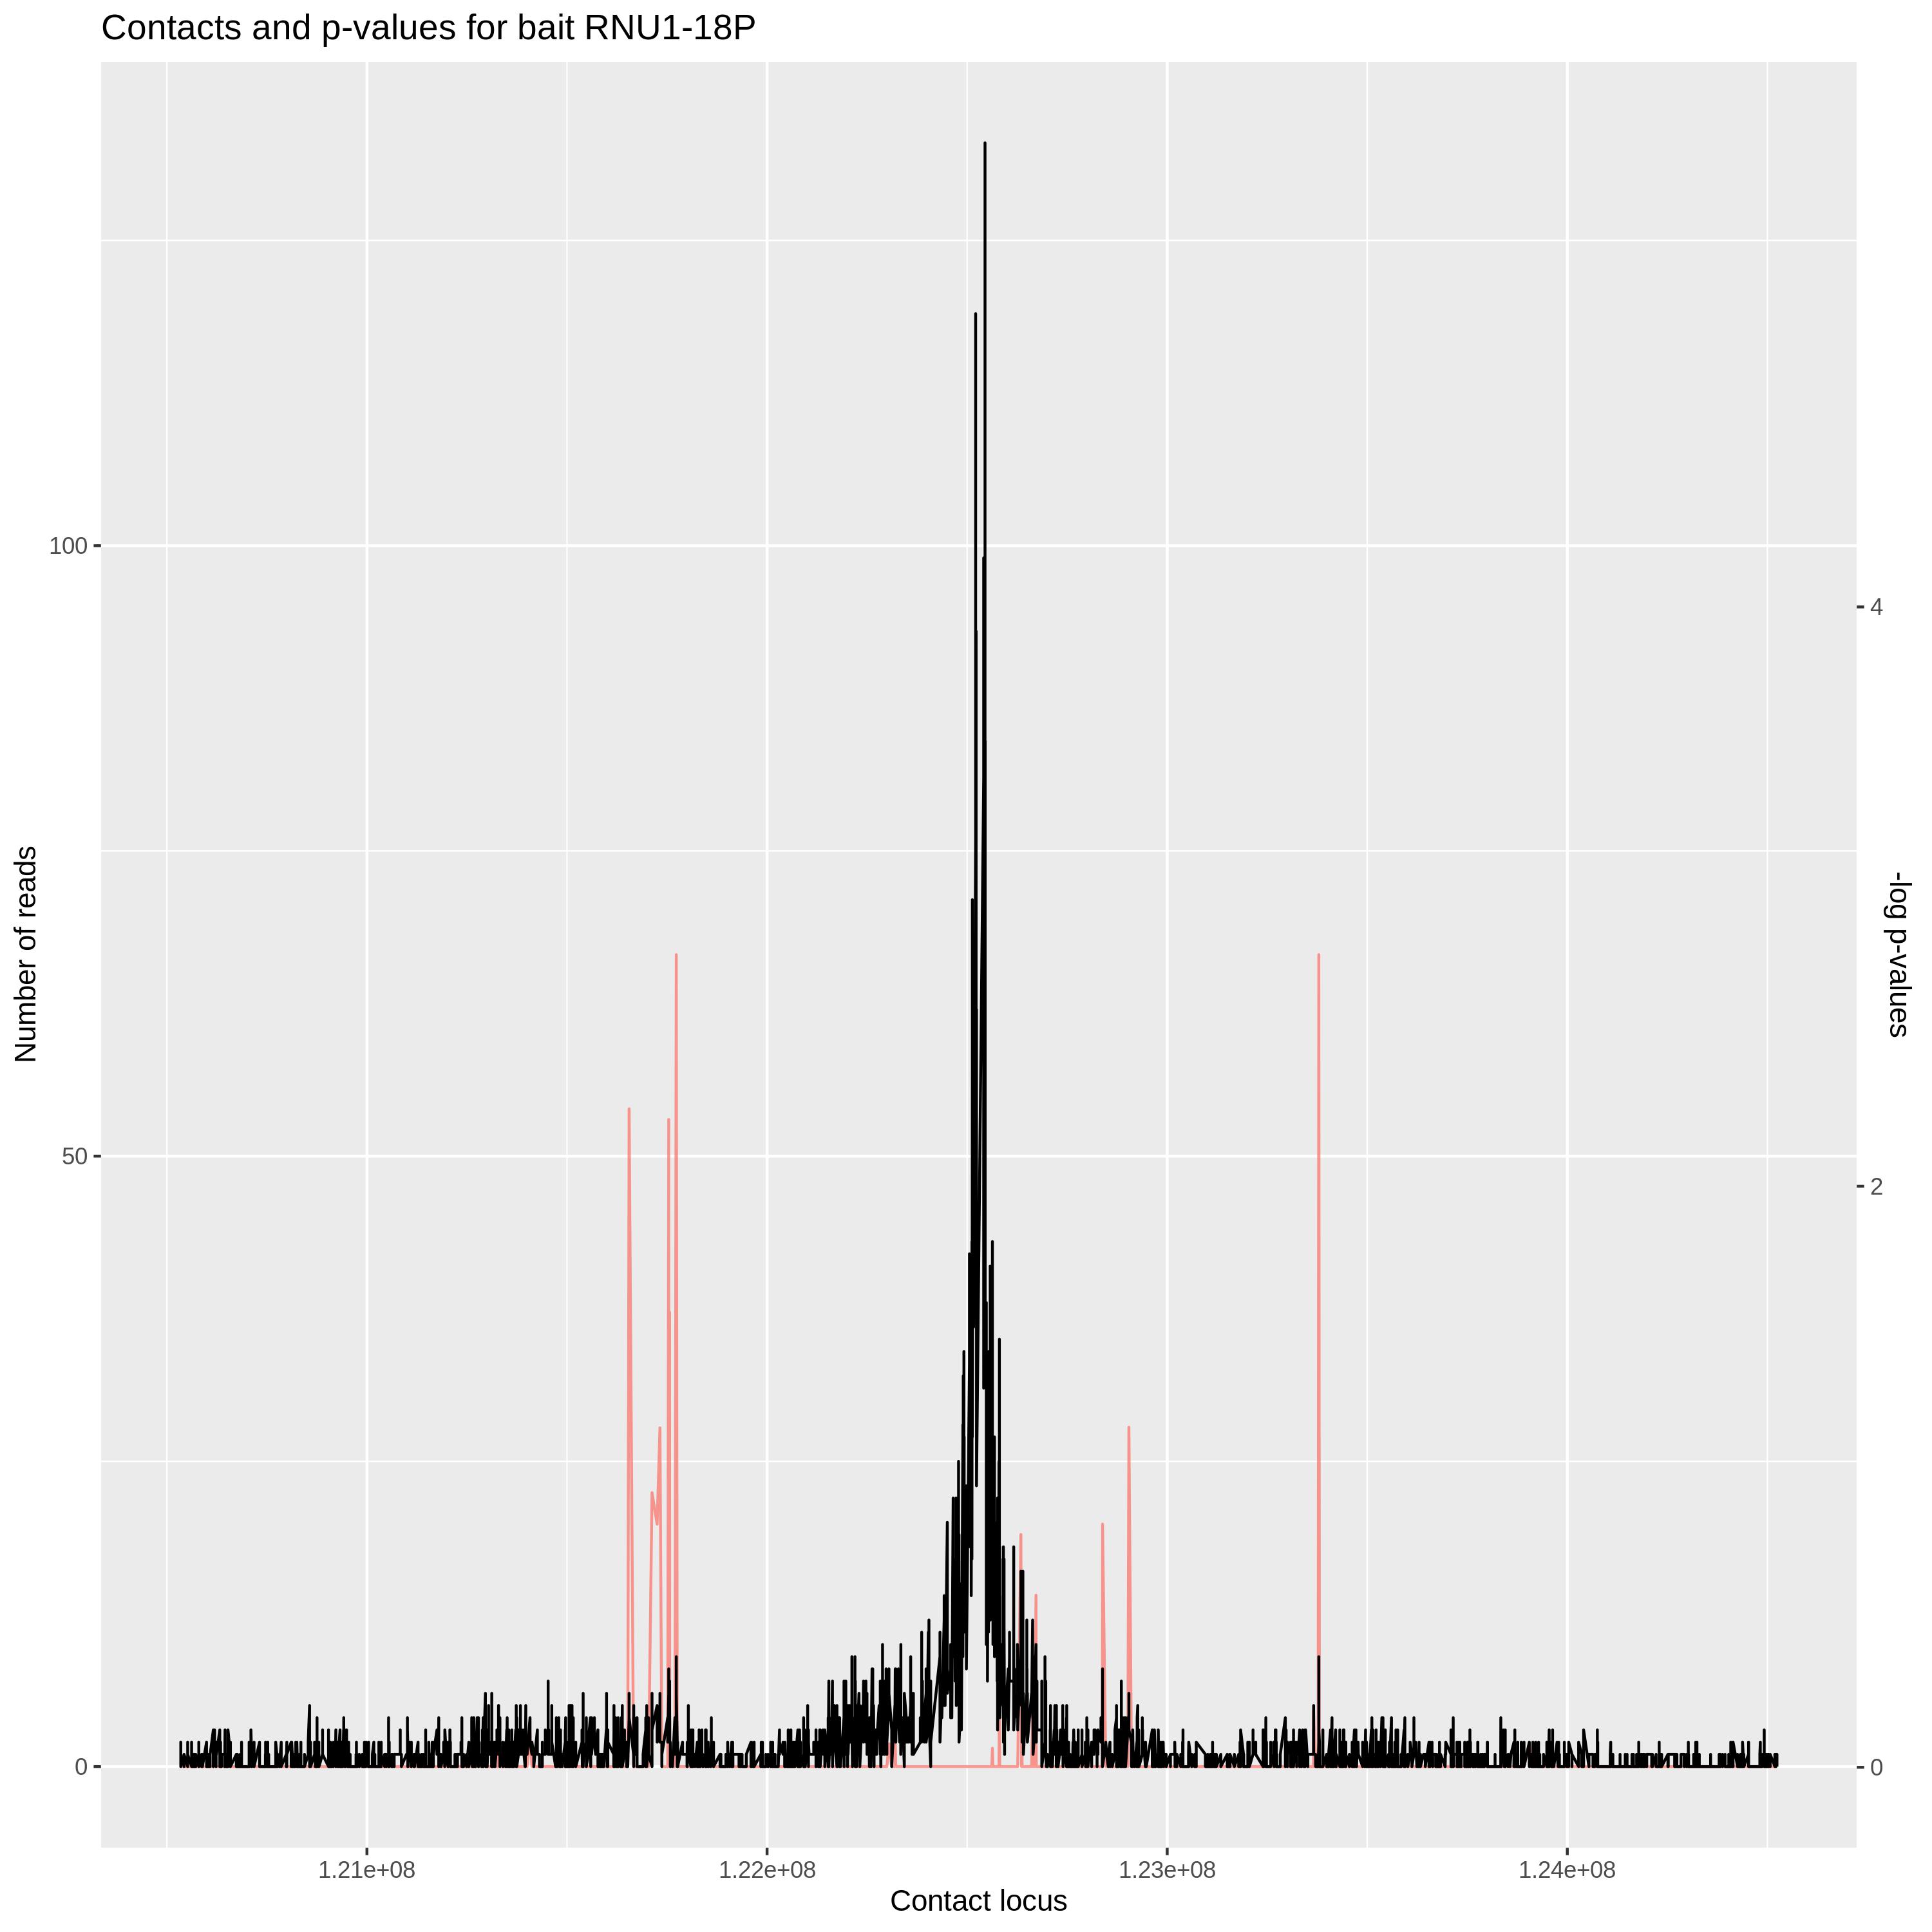 Contacts and p-values for bait RNU1-18P
Number of reads
100
50
0
4
2
0
-log p-values
1.21e+08
1.22e+08
1.23e+08
1.24e+08
Contact locus